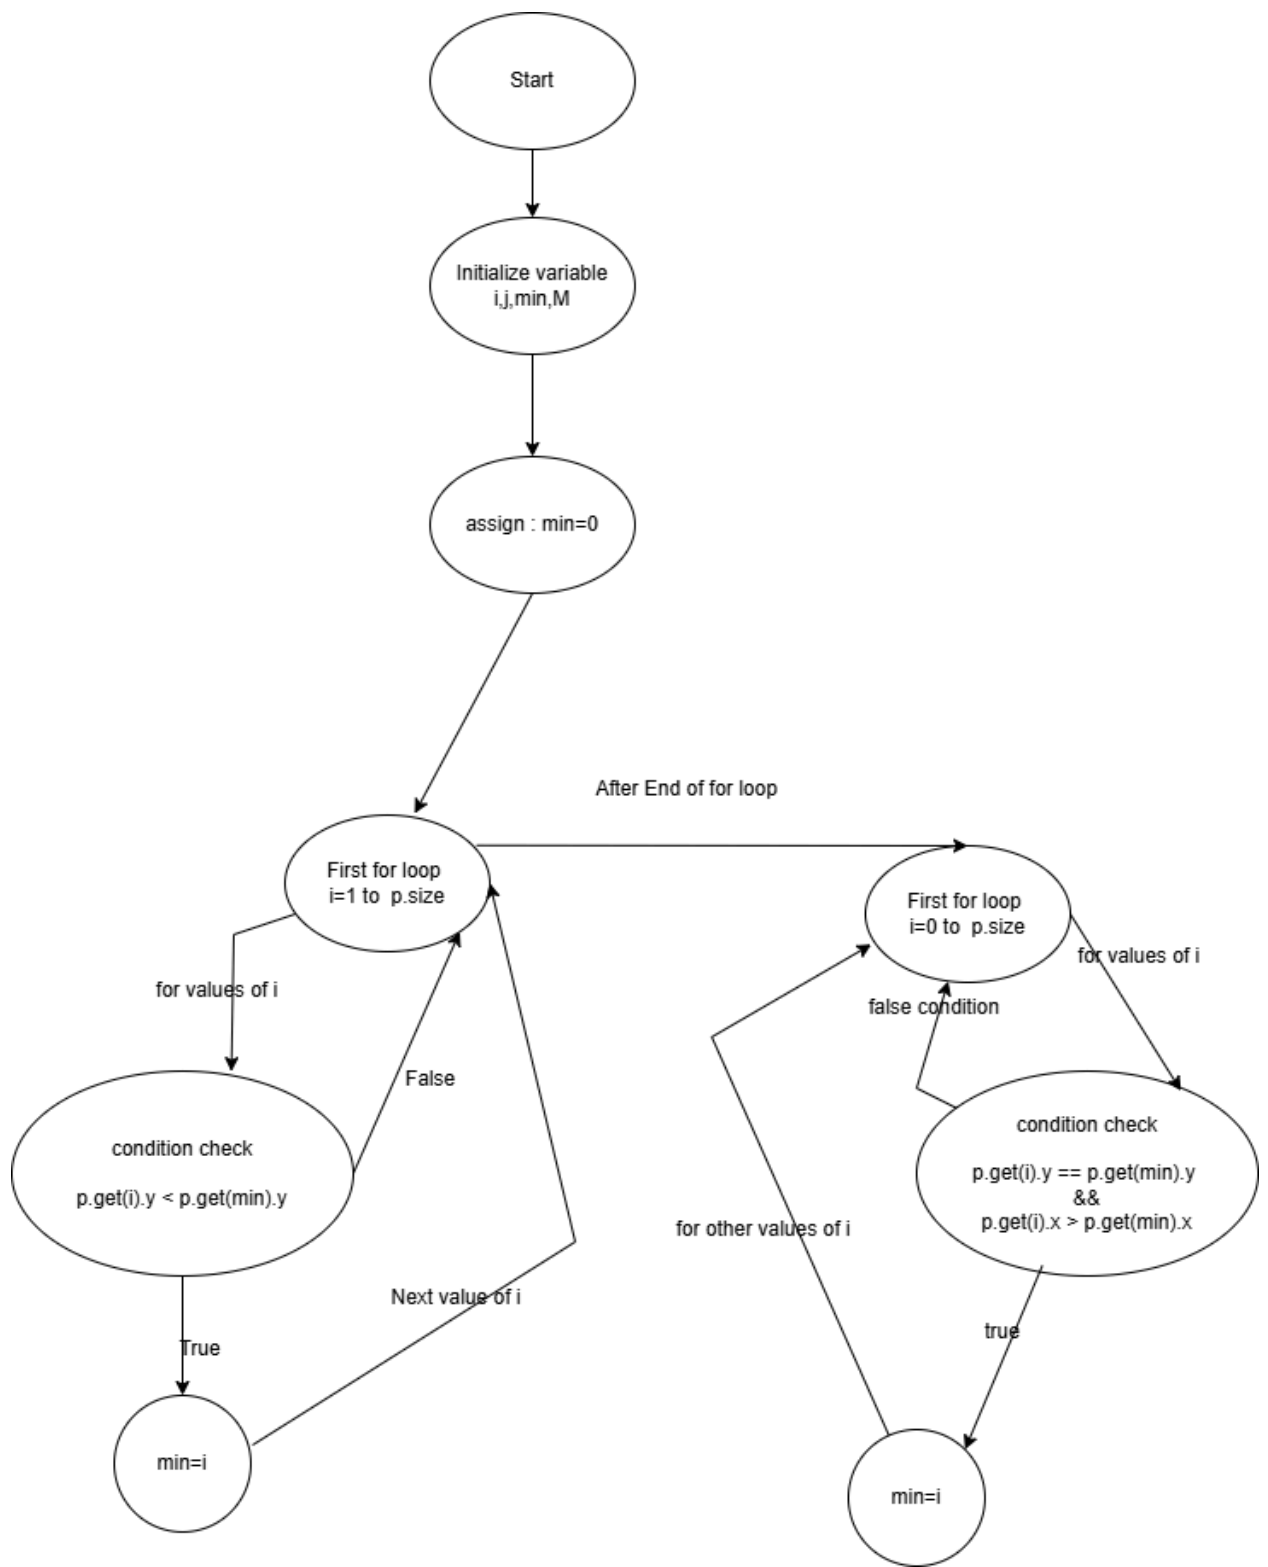 Start
Initialize variable
i,j,min,M
assign : min=0
After End of for loop
First for loop
i=1 to  p.size
First for loop
i=0 to  p.size
for values of i
for values of i
false condition
False
condition check
p.get(i).y < p.get(min).y
condition check
p.get(i).y == p.get(min).y
&&
p.get(i).x > p.get(min).x
for other values of i
Next value of i
true
True
min=i
min=i